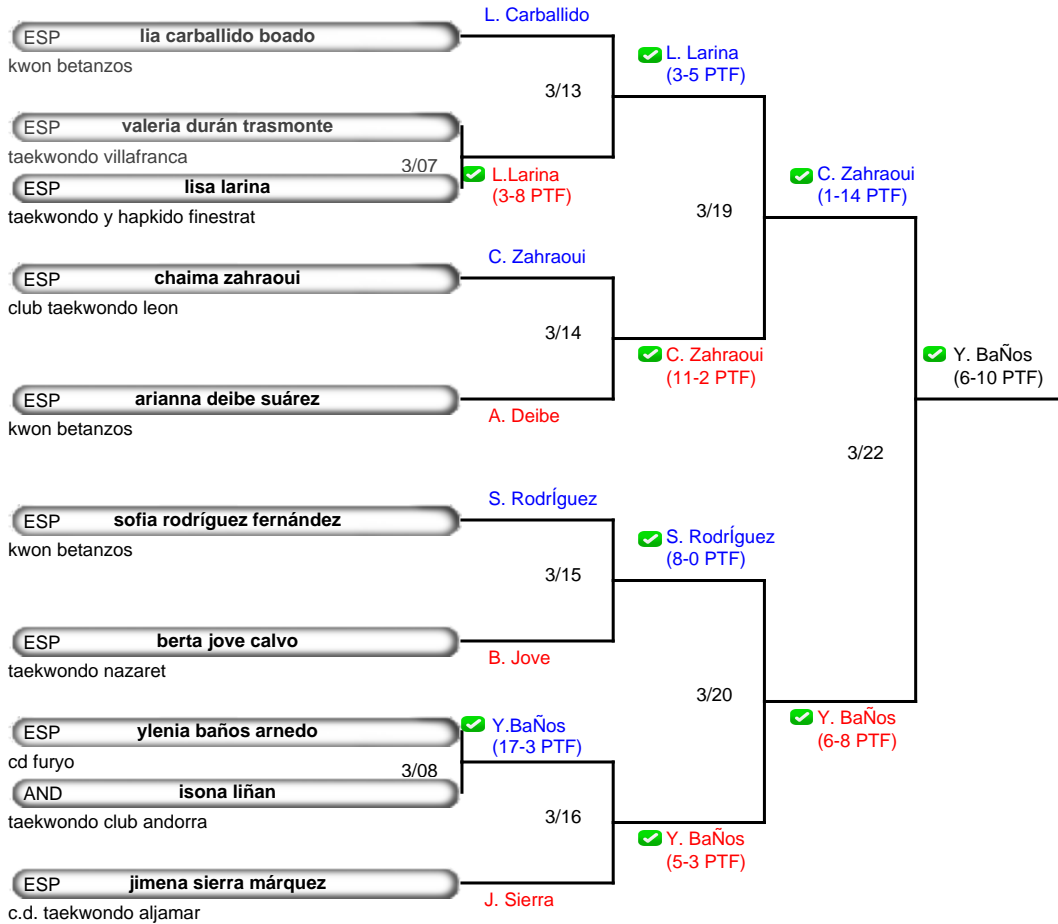 L. Carballido
ESP lia carballido boado
kwon betanzos
L. Larina
(3-5 PTF)
3/13
ESP valeria durán trasmonte
taekwondo villafranca
3/07
L.Larina
(3-8 PTF)
ESP lisa larina
taekwondo y hapkido finestrat
C. Zahraoui
(1-14 PTF)
3/19
C. Zahraoui
ESP chaima zahraoui
club taekwondo leon
3/14
C. Zahraoui
(11-2 PTF)
Y. BaÑos
(6-10 PTF)
ESP arianna deibe suárez
A. Deibe
kwon betanzos
3/22
S. RodrÍguez
ESP sofia rodríguez fernández
kwon betanzos
S. RodrÍguez
(8-0 PTF)
3/15
ESP berta jove calvo
B. Jove
taekwondo nazaret
3/20
Y.BaÑos
(17-3 PTF)
ESP ylenia baños arnedo
cd furyo
3/08
Y. BaÑos
(6-8 PTF)
AND isona liñan
taekwondo club andorra
3/16
Y. BaÑos
(5-3 PTF)
ESP jimena sierra márquez
J. Sierra
c.d. taekwondo aljamar